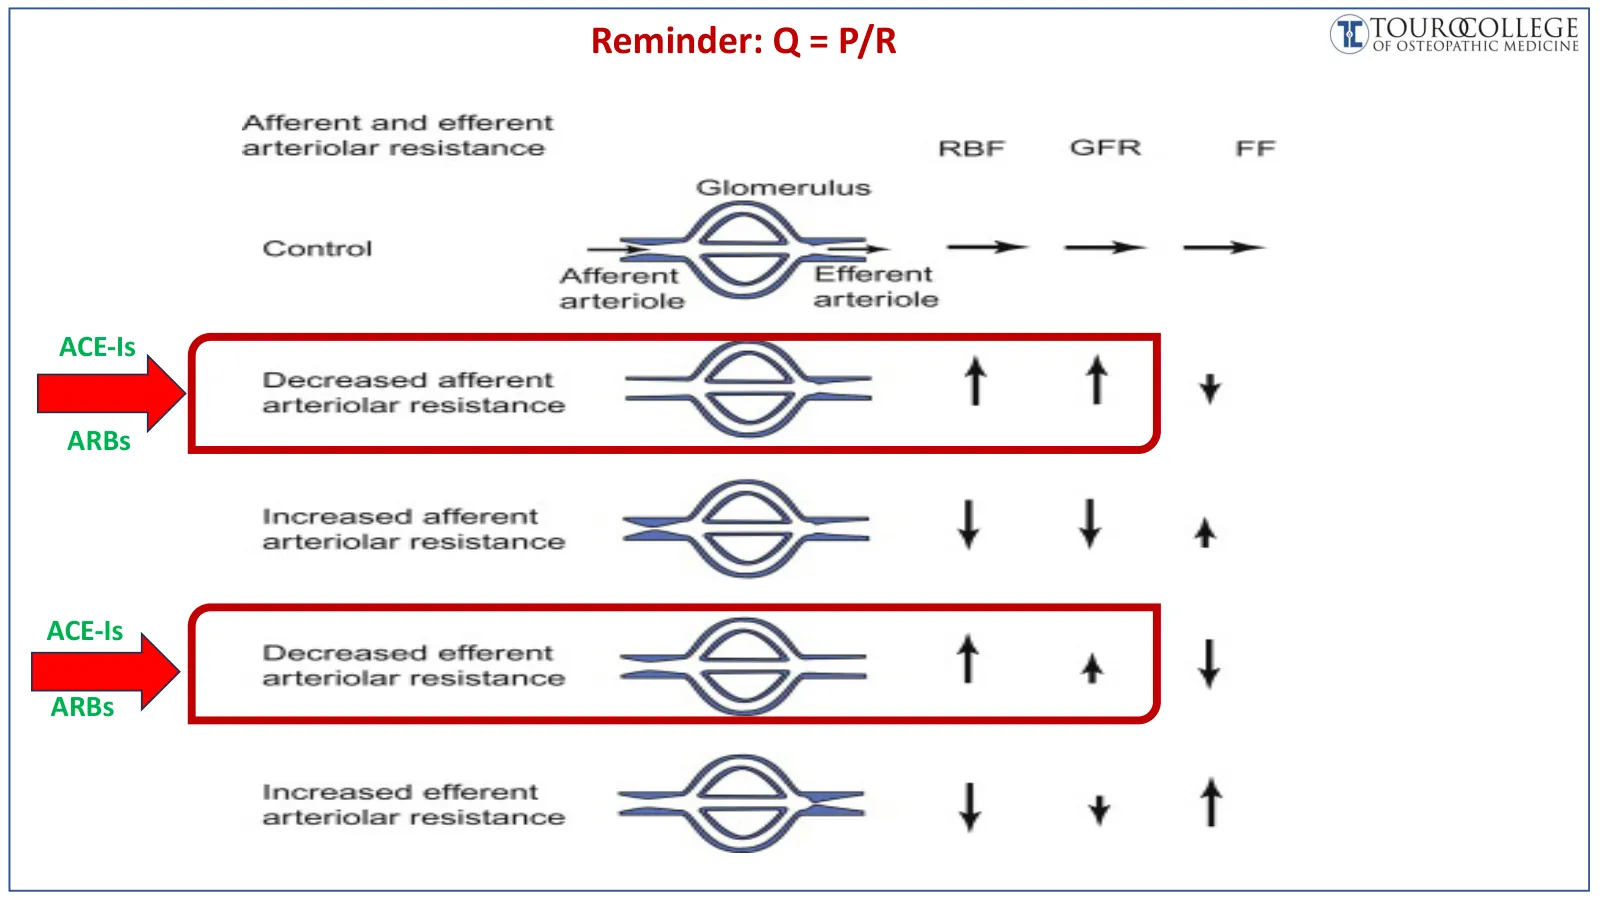 Reminder: Q = P/R
TOUROCOLLEGE
OF OSTEOPATHIC MEDICINE
Afferent and efferent
arteriolar resistance
RBF GFR FF
Glomerulus
Control
Afferent
arteriole
Efferent
arteriole
ACE-Is
ARBs
Decreased afferent
arteriolar resistance
Increased afferent
arteriolar resistance
ACE-Is
ARBs
Decreased efferent
arteriolar resistance
Increased efferent
arteriolar resistance